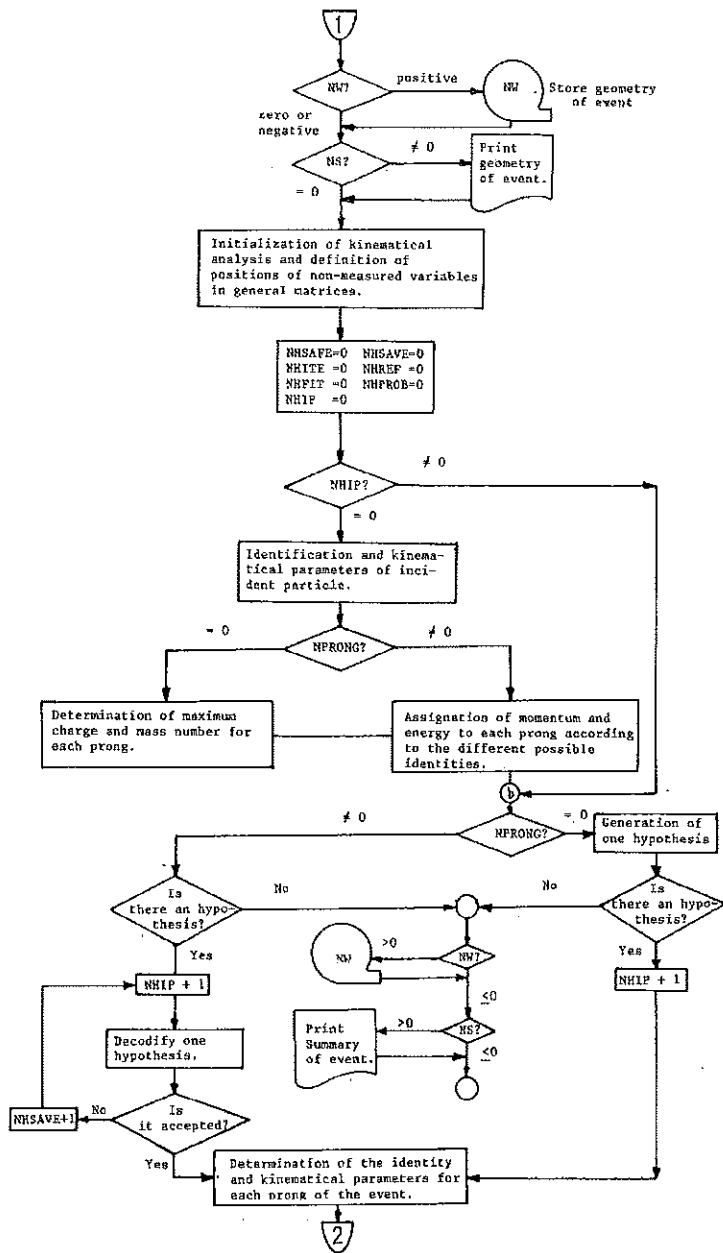 1
NW?
positive
NW
Store geometry
of event
zero or
negative
NS?
≠ 0
Print
geometry
of event.
= 0
Initialization of kinematical
analysis and definition of
positions of non-measured variables
in general matrices.
NHSAFE=0 NHSAVE=0
NHITE =0 NHREF =0
NHFIT =0 NHPROB=0
NHIP =0
≠ 0
NHIP?
= 0
Identification and kinema-
tical parameters of inci-
dent particle.
= 0
≠ 0
NPRONG?
Determination of maximum
charge and mass number for
each prong.
Assignation of momentum and
energy to each prong according
to the different possible
identities.
b
≠ 0
NPRONG?
= 0
Generation of
one hypothesis
Is
there an hypo-
thesis?
No
No
Is
there an hypo-
thesis?
Yes
NW
>0
NW?
Yes
NHIP + 1
≤0
NHIP + 1
Decodify one
hypothesis.
Print
Summary
of event.
>0
NS?
≤0
NHSAVE+1
No
Is
it accepted?
Yes
Determination of the identity
and kinematical parameters for
each prong of the event.
2